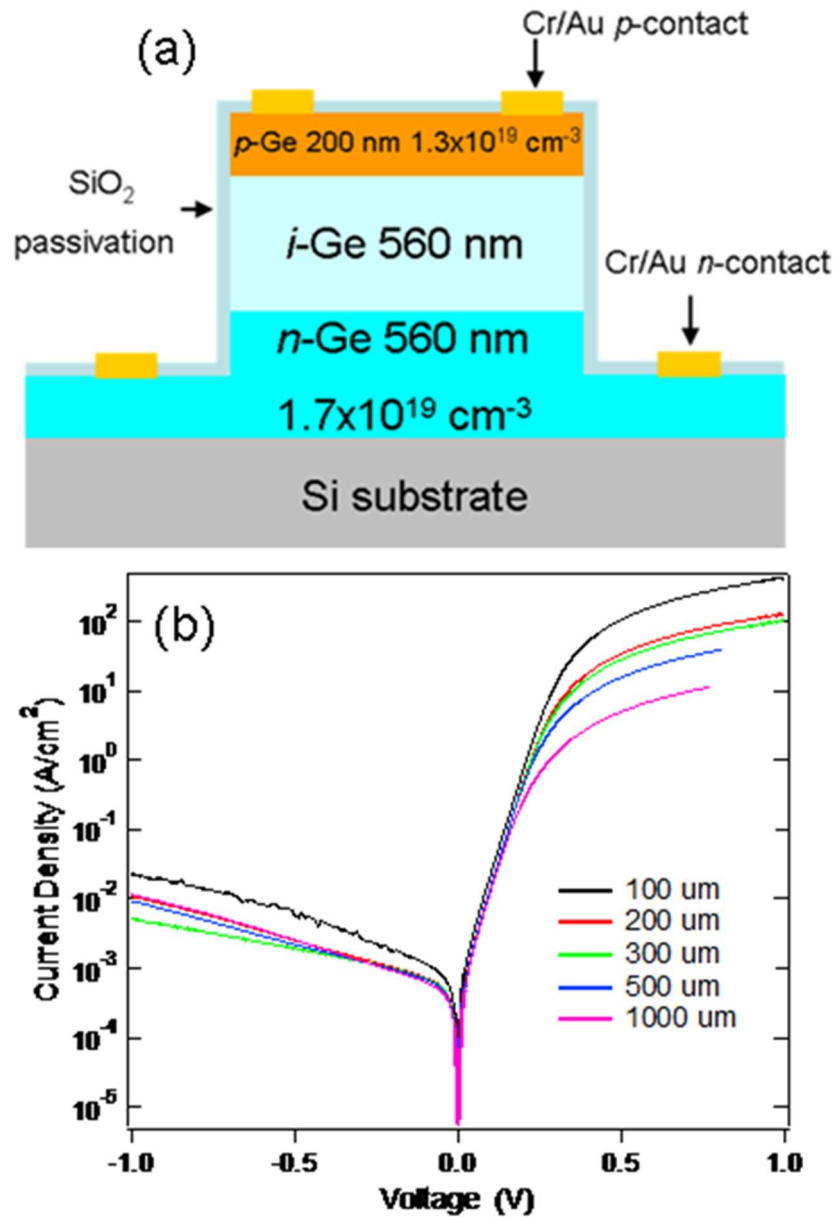 (a)
Cr/Au p-contact
p-Ge 200 nm 1.3x10¹⁹ cm⁻³
SiO₂
passivation
i-Ge 560 nm
Cr/Au n-contact
n-Ge 560 nm
1.7x10¹⁹ cm⁻³
Si substrate
(b)
Current Density (A/cm²)
10²
10¹
10⁰
10⁻¹
10⁻²
10⁻³
10⁻⁴
10⁻⁵
100 um
200 um
300 um
500 um
1000 um
-1.0 -0.5 0.0 0.5 1.0
Voltage (V)